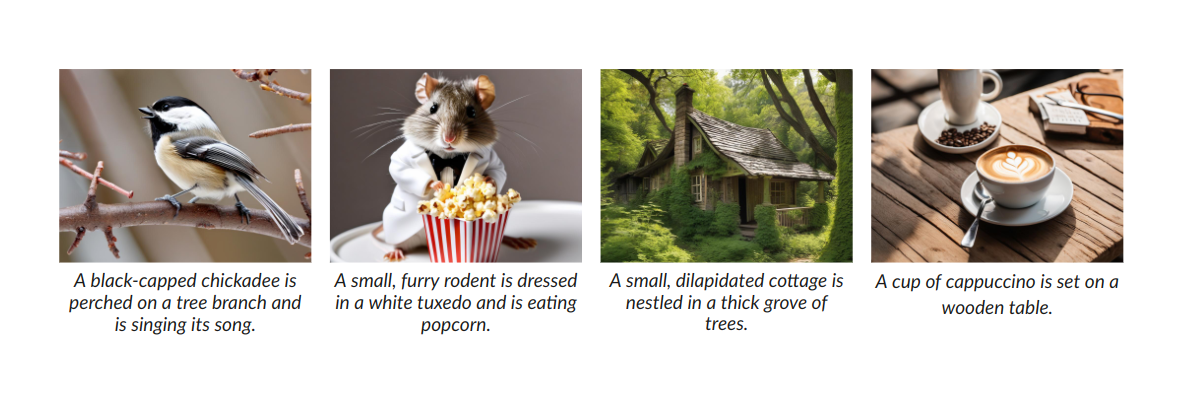 A black-capped chickadee is
perched on a tree branch and
is singing its song.
A small, furry rodent is dressed
in a white tuxedo and is eating
popcorn.
A small, dilapidated cottage is
nestled in a thick grove of
trees.
A cup of cappuccino is set on a
wooden table.